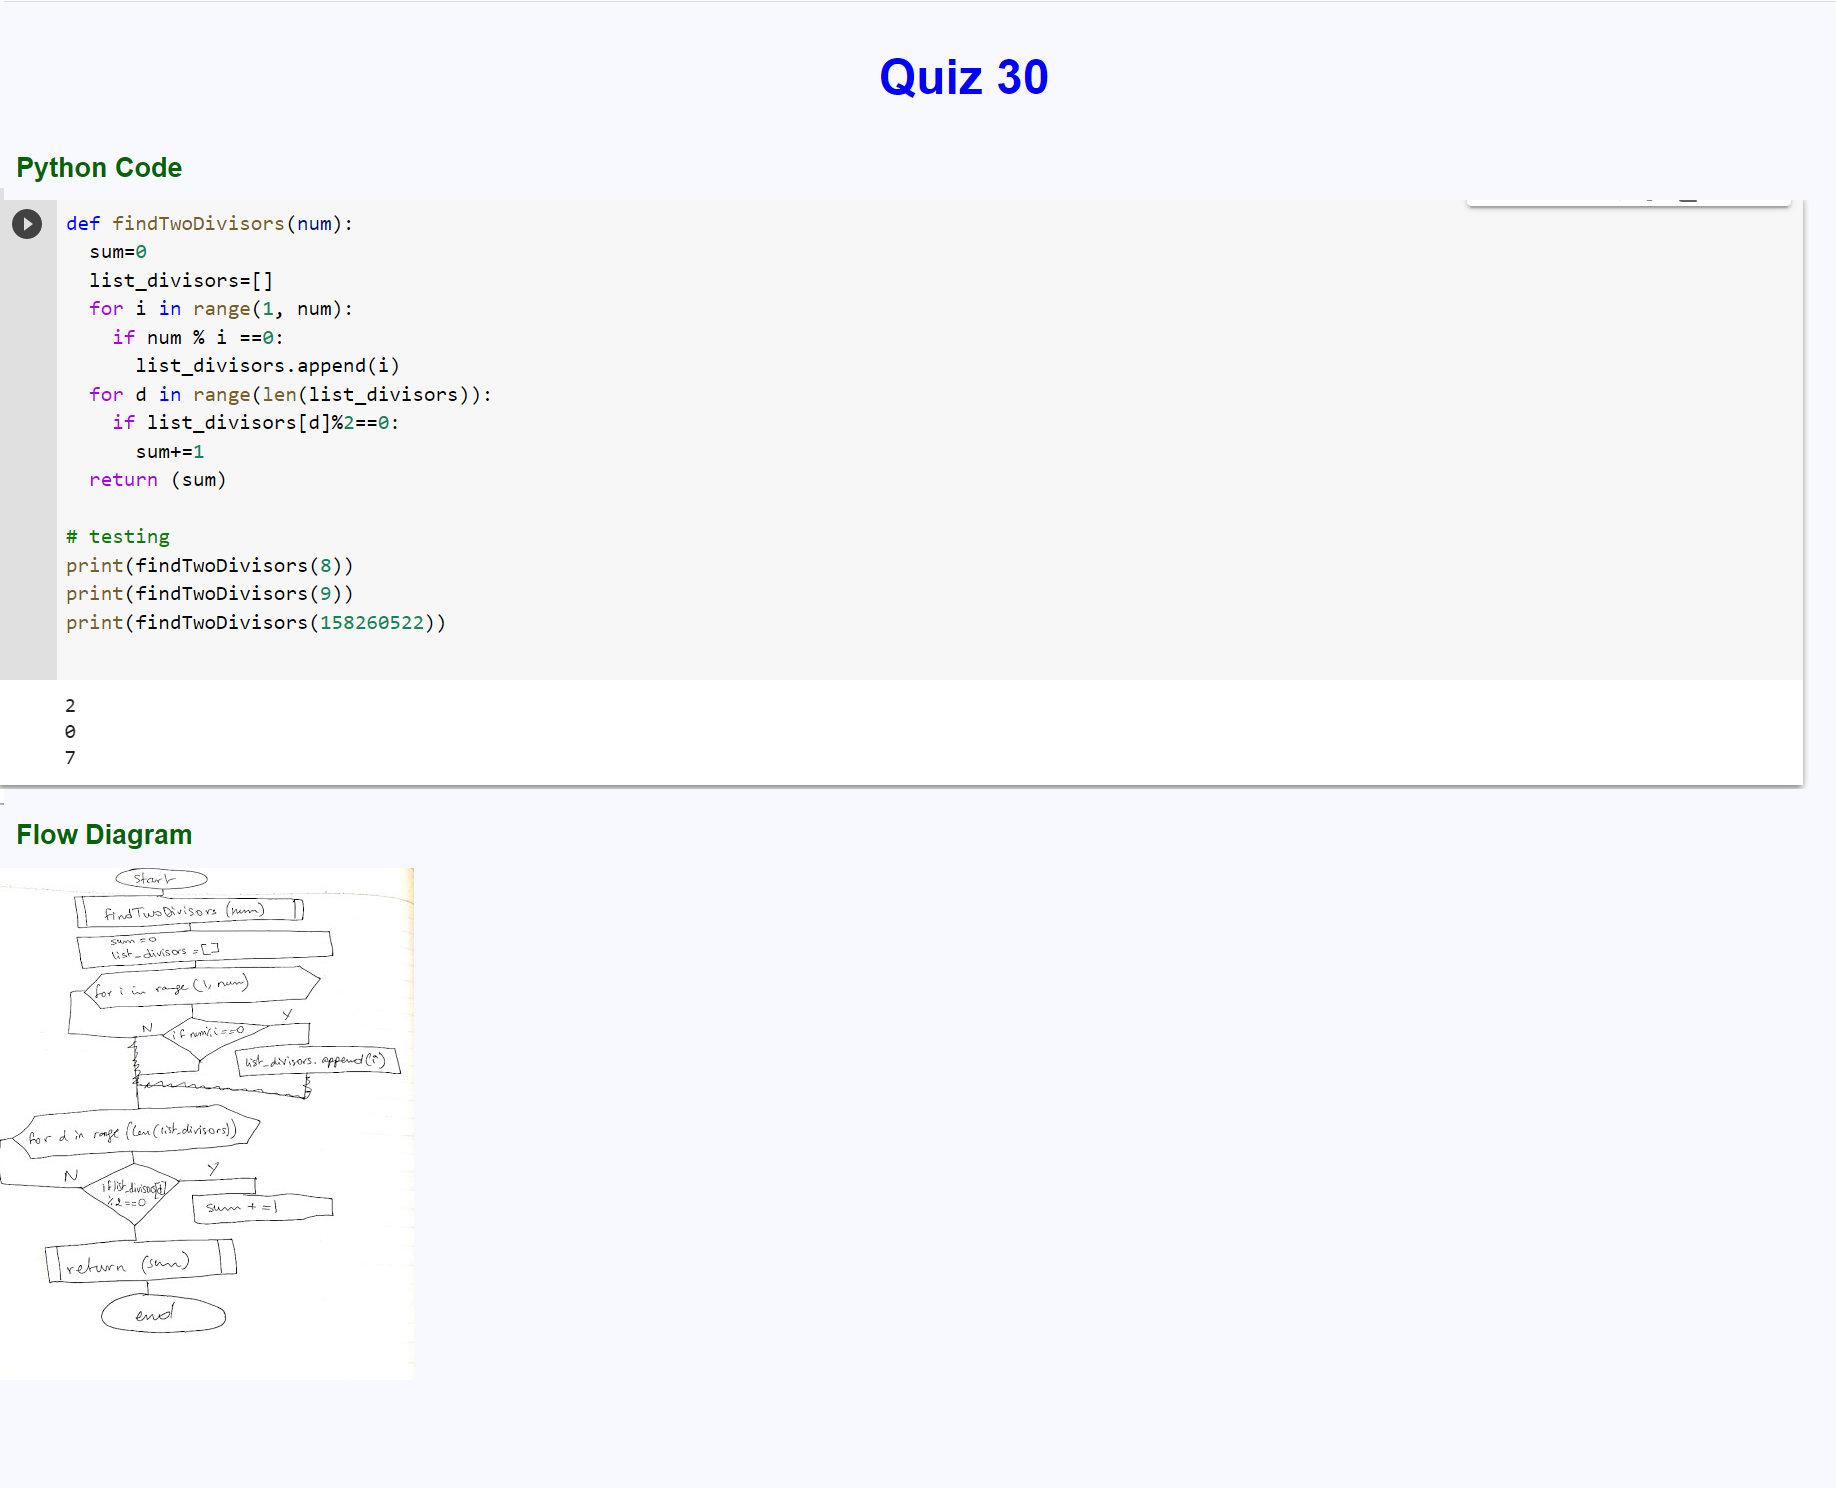 Quiz 30
Python Code
def findTwoDivisors(num):
  sum=0
  list_divisors=[]
  for i in range(1, num):
    if num % i ==0:
      list_divisors.append(i)
  for d in range(len(list_divisors)):
    if list_divisors[d]%2==0:
      sum+=1
  return (sum)
# testing
print(findTwoDivisors(8))
print(findTwoDivisors(9))
print(findTwoDivisors(158260522))
2
0
7
Flow Diagram
start
findTwoDivisors (num)
sum = 0
list_divisors = []
for i in range (1, num)
N
Y
if num%i==0
list_divisors.append(i)
for d in range (len(list_divisors))
N
Y
if list_divisors[d]
%2==0
sum + =1
return (sum)
end